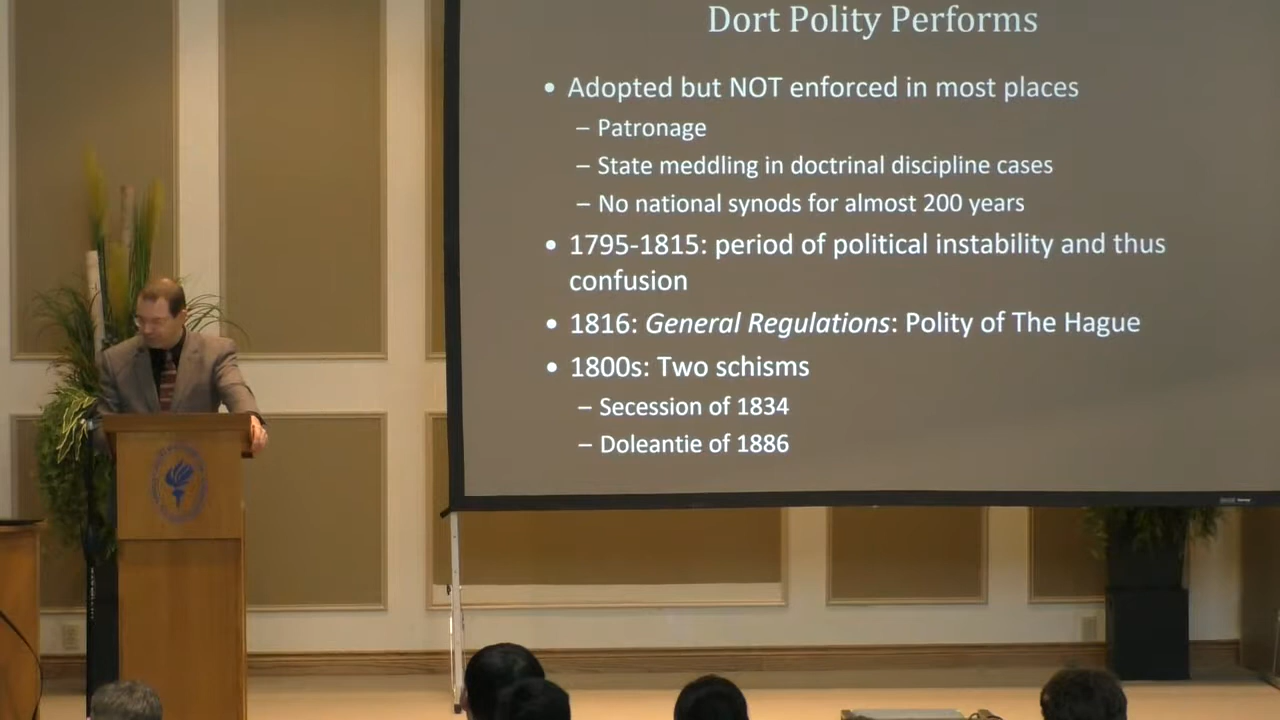 Dort Polity Performs
• Adopted but NOT enforced in most places
– Patronage
– State meddling in doctrinal discipline cases
– No national synods for almost 200 years
• 1795-1815: period of political instability and thus
confusion
• 1816: General Regulations: Polity of The Hague
• 1800s: Two schisms
– Secession of 1834
– Doleantie of 1886